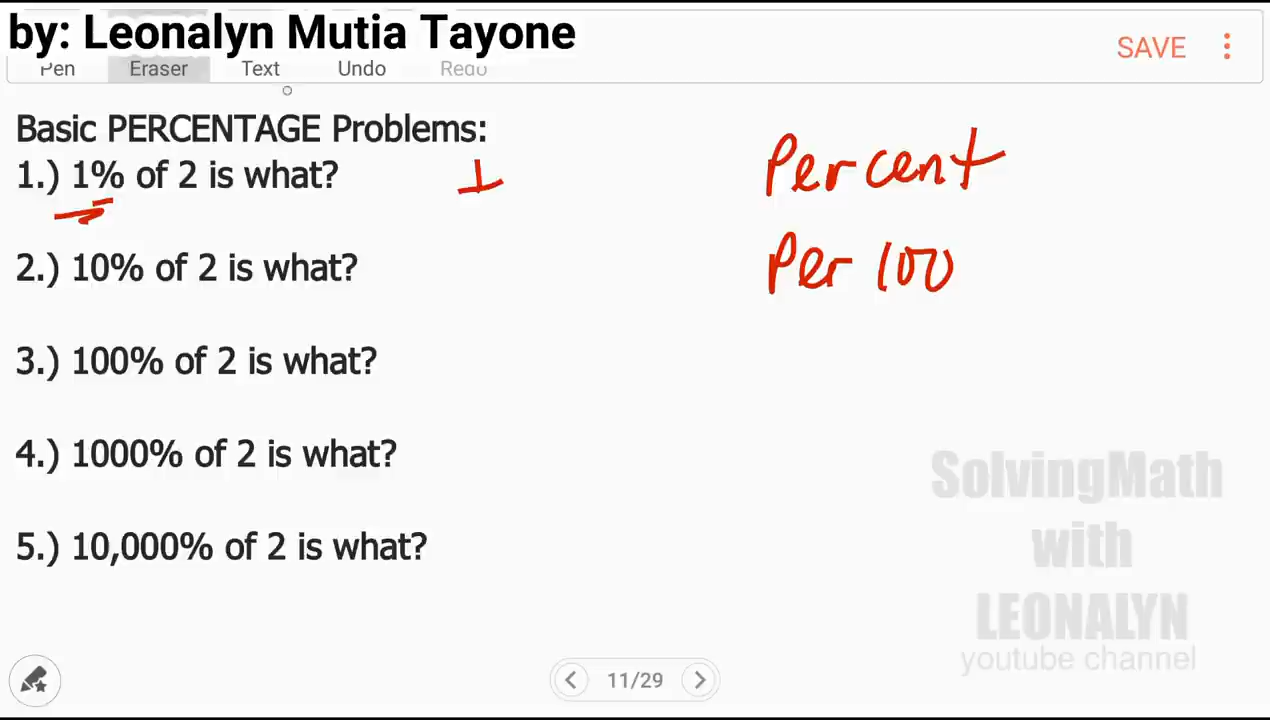 by: Leonalyn Mutia Tayone
Pen Eraser Text Undo Redo SAVE
Basic PERCENTAGE Problems:
1.) 1% of 2 is what? 1 Percent
2.) 10% of 2 is what? Per 100
3.) 100% of 2 is what?
4.) 1000% of 2 is what?
5.) 10,000% of 2 is what?
SolvingMath
with
LEONALYN
youtube channel
11/29